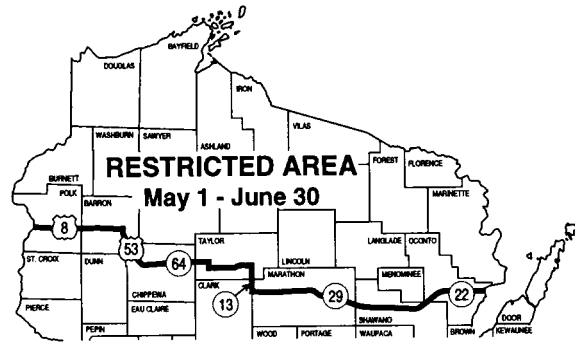 BAYFIELD
DOUGLAS
IRON
VILAS
WASHBURN
SAWYER
ASHLAND
RESTRICTED AREA
May 1 - June 30
FOREST
FLORENCE
BURNETT
POLK
BARRON
MARINETTE
8
53
64
TAYLOR
LINCOLN
LANGLADE
OCONTO
ST. CROIX
DUNN
CHIPPEWA
CLARK
MARATHON
MENOMINEE
13
29
22
PIERCE
EAU CLAIRE
PEPIN
WOOD
PORTAGE
SHAWANO
WAUPACA
BROWN
DOOR
KEWAUNEE